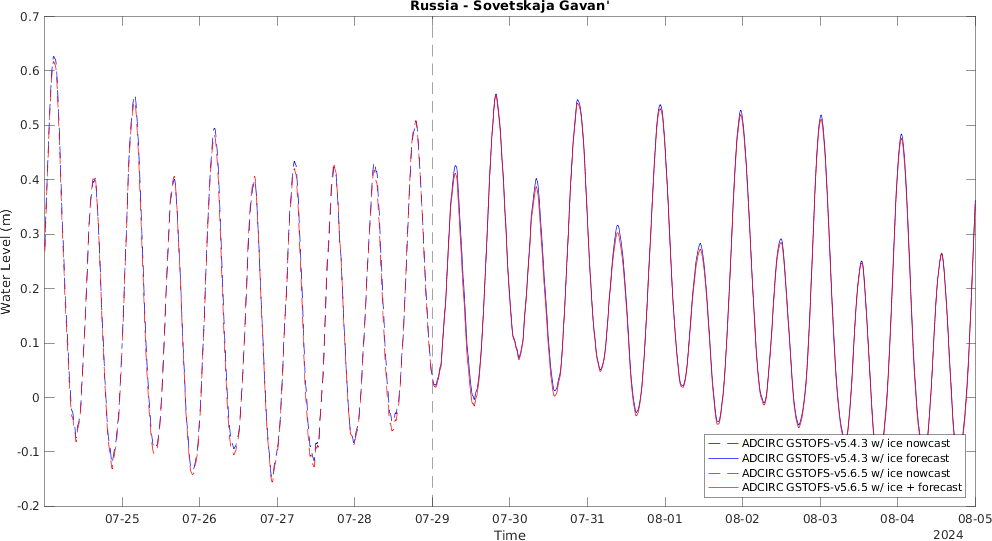 Russia - Sovetskaja Gavan'
0.7
0.6
0.5
0.4
0.3
0.2
0.1
0
-0.1
-0.2
Water Level (m)
ADCIRC GSTOFS-v5.4.3 w/ ice nowcast
ADCIRC GSTOFS-v5.4.3 w/ ice forecast
ADCIRC GSTOFS-v5.6.5 w/ ice nowcast
ADCIRC GSTOFS-v5.6.5 w/ ice + forecast
07-25 07-26 07-27 07-28 07-29 07-30 07-31 08-01 08-02 08-03 08-04 08-05
Time
2024